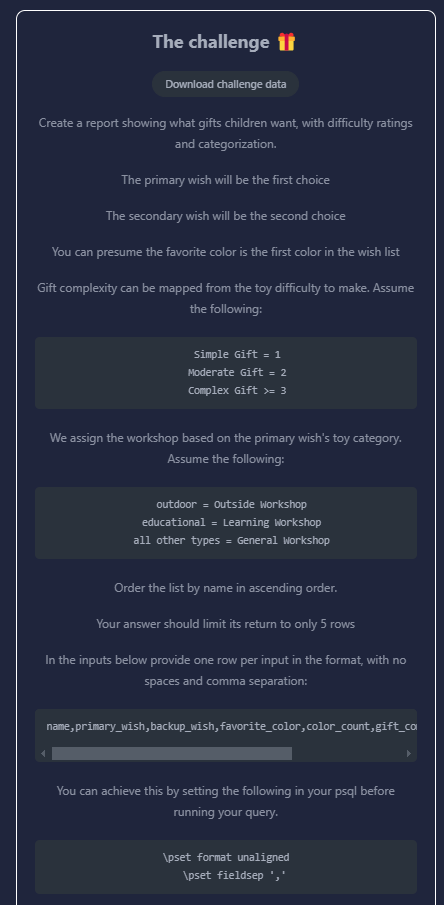 The challenge 🎁
Download challenge data
Create a report showing what gifts children want, with difficulty ratings
and categorization.
The primary wish will be the first choice
The secondary wish will be the second choice
You can presume the favorite color is the first color in the wish list
Gift complexity can be mapped from the toy difficulty to make. Assume
the following:
Simple Gift = 1
Moderate Gift = 2
Complex Gift >= 3
We assign the workshop based on the primary wish's toy category.
Assume the following:
outdoor = Outside Workshop
educational = Learning Workshop
all other types = General Workshop
Order the list by name in ascending order.
Your answer should limit its return to only 5 rows
In the inputs below provide one row per input in the format, with no
spaces and comma separation:
name,primary_wish,backup_wish,favorite_color,color_count,gift_co
You can achieve this by setting the following in your psql before
running your query.
\pset format unaligned
\pset fieldsep ','